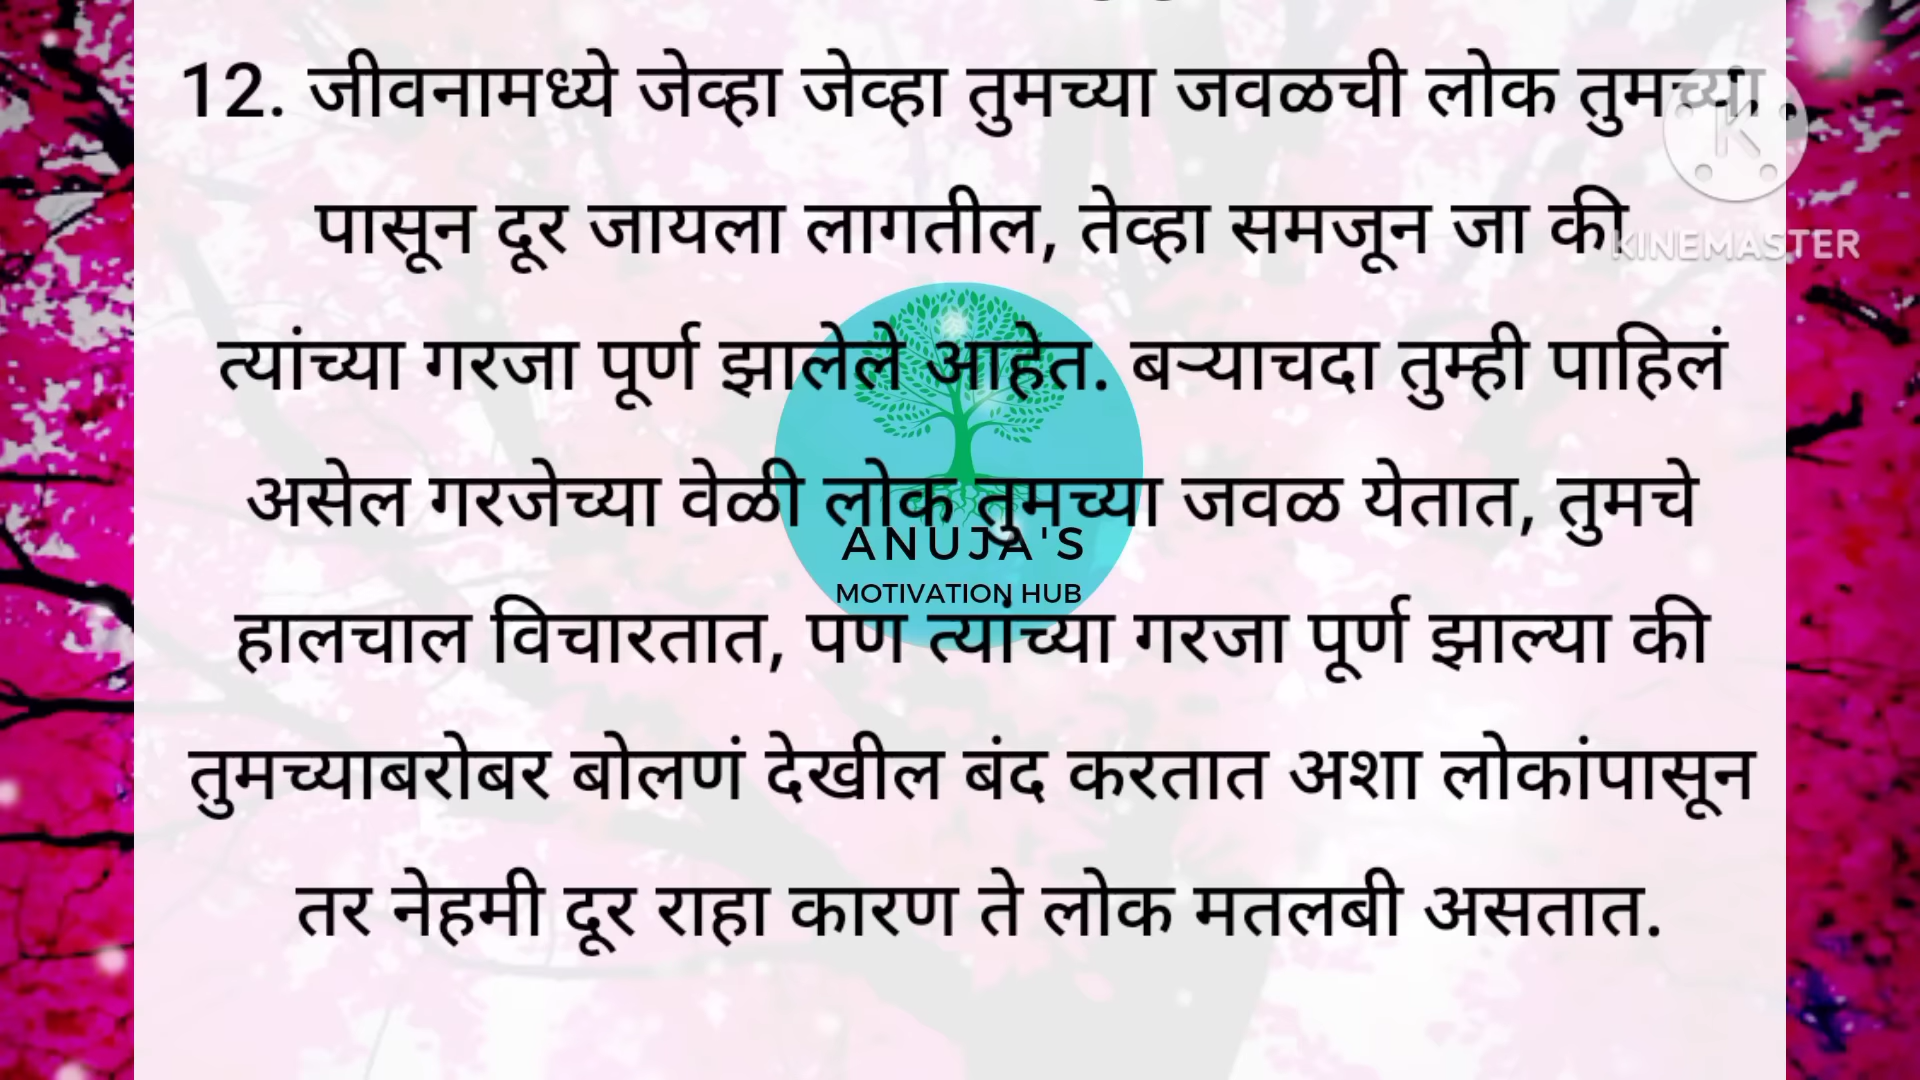 12. जीवनामध्ये जेव्हा जेव्हा तुमच्या जवळची लोक तुमच्या
पासून दूर जायला लागतील, तेव्हा समजून जा की
KINEMASTER
त्यांच्या गरजा पूर्ण झालेले आहेत. बऱ्याचदा तुम्ही पाहिलं
असेल गरजेच्या वेळी लोक तुमच्या जवळ येतात, तुमचे
ANUJA'S
MOTIVATION HUB
हालचाल विचारतात, पण त्यांच्या गरजा पूर्ण झाल्या की
तुमच्याबरोबर बोलणं देखील बंद करतात अशा लोकांपासून
तर नेहमी दूर राहा कारण ते लोक मतलबी असतात.